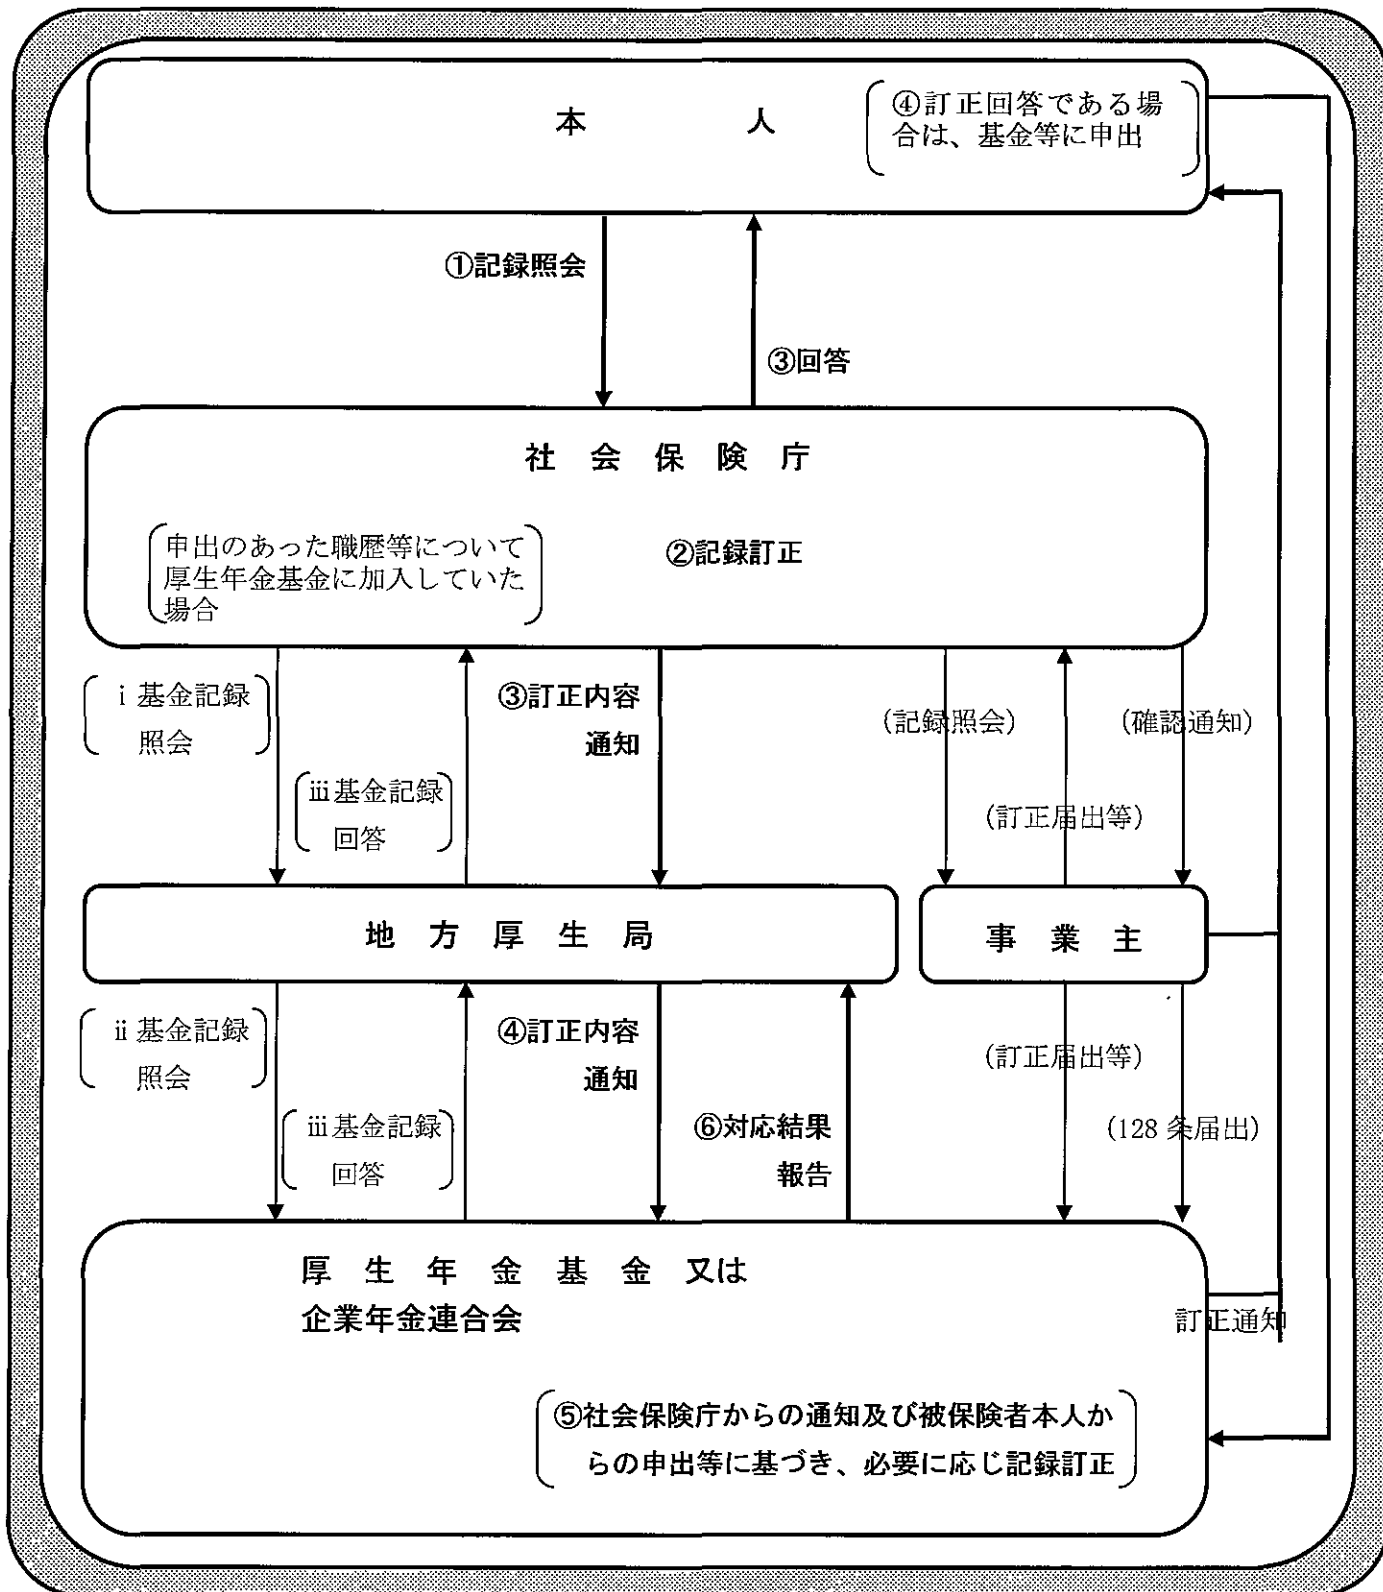 本　人
④訂正回答である場
合は、基金等に申出
①記録照会
③回答
社会保険庁
申出のあった職歴等について
厚生年金基金に加入していた
場合
②記録訂正
ⅰ基金記録
照会
ⅲ基金記録
回答
③訂正内容
通知
(記録照会)
(訂正届出等)
(確認通知)
地方厚生局
事業主
ⅱ基金記録
照会
ⅲ基金記録
回答
④訂正内容
通知
⑥対応結果
報告
(訂正届出等)
(128条届出)
厚生年金基金又は
企業年金連合会
訂正通知
⑤社会保険庁からの通知及び被保険者本人か
らの申出等に基づき、必要に応じ記録訂正